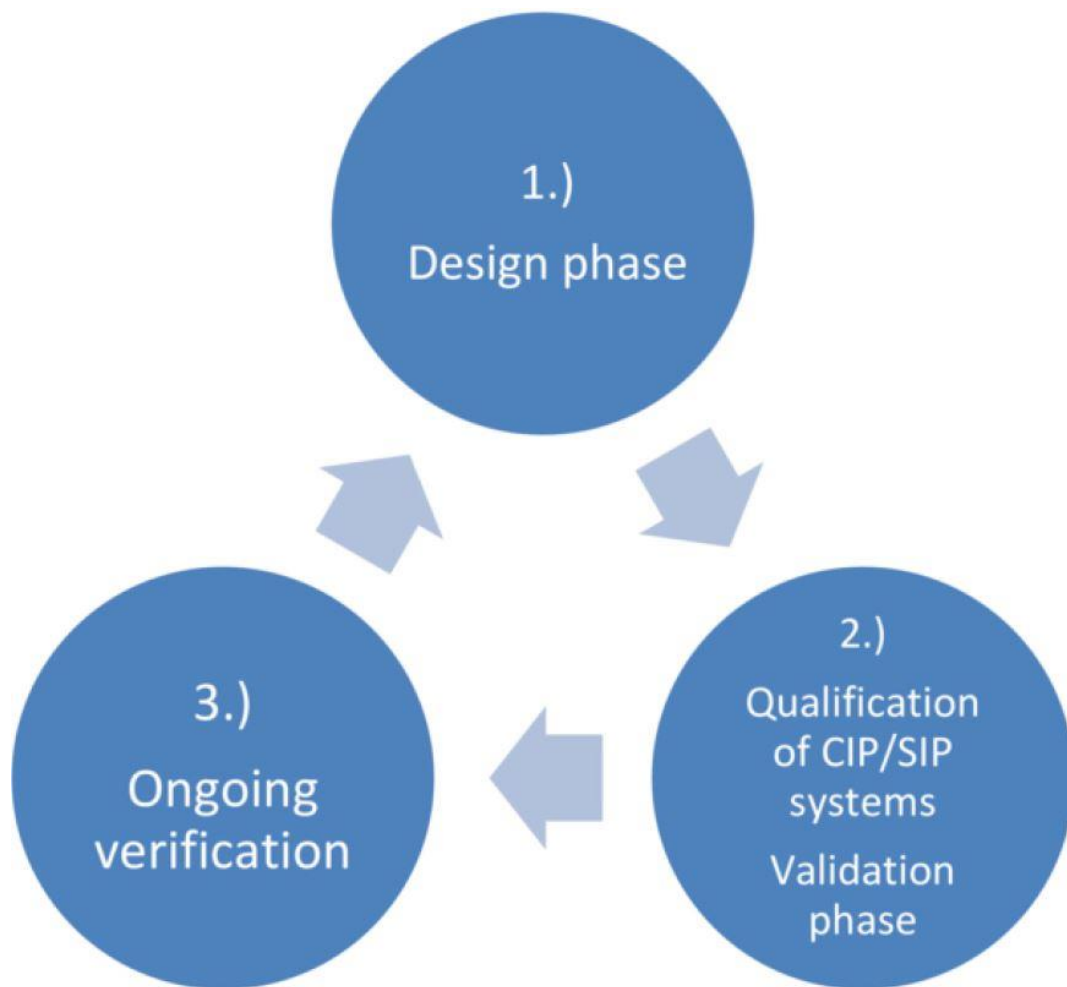 1.)
Design phase
2.)
Qualification
of CIP/SIP
systems
Validation
phase
3.)
Ongoing
verification